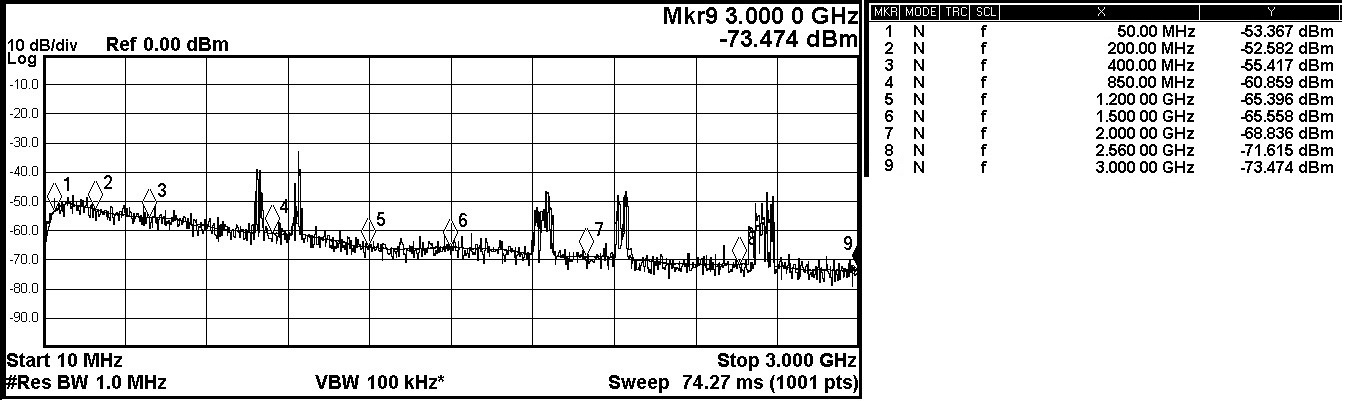 Mkr9 3.000 0 GHz
10 dB/div Ref 0.00 dBm -73.474 dBm
Log
-10.0
-20.0
-30.0
-40.0
-50.0
-60.0
-70.0
-80.0
-90.0
1 2 3 4 5 6 7 8 9
Start 10 MHz Stop 3.000 GHz
#Res BW 1.0 MHz VBW 100 kHz* Sweep 74.27 ms (1001 pts)
MKR MODE TRC SCL X Y
1 N f 50.00 MHz -53.367 dBm
2 N f 200.00 MHz -52.582 dBm
3 N f 400.00 MHz -55.417 dBm
4 N f 850.00 MHz -60.859 dBm
5 N f 1.200 00 GHz -65.396 dBm
6 N f 1.500 00 GHz -65.558 dBm
7 N f 2.000 00 GHz -68.836 dBm
8 N f 2.560 00 GHz -71.615 dBm
9 N f 3.000 00 GHz -73.474 dBm